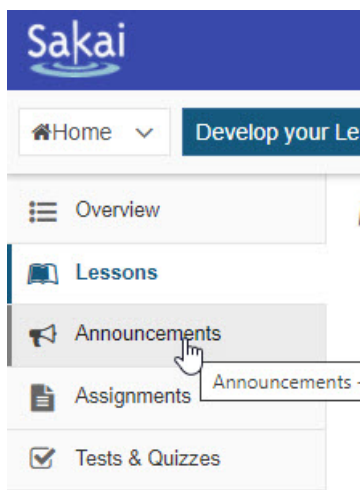 Sakai
Home
Develop your Le
Overview
Lessons
Announcements
Announcements -
Assignments
Tests & Quizzes